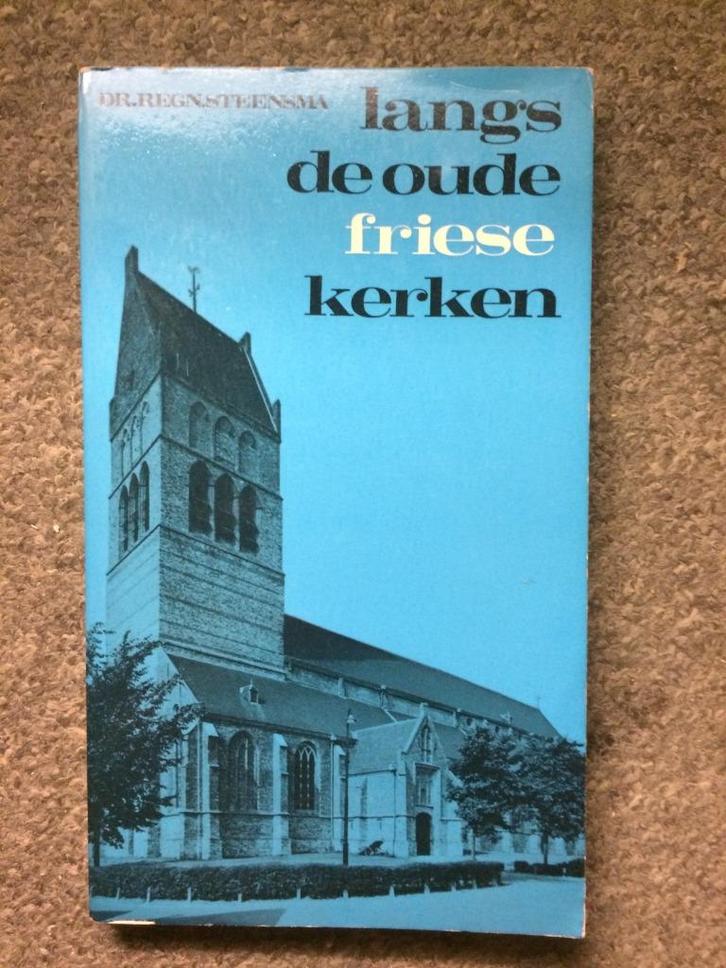 DR.REGN.STEENSMA
langs
de oude
friese
kerken